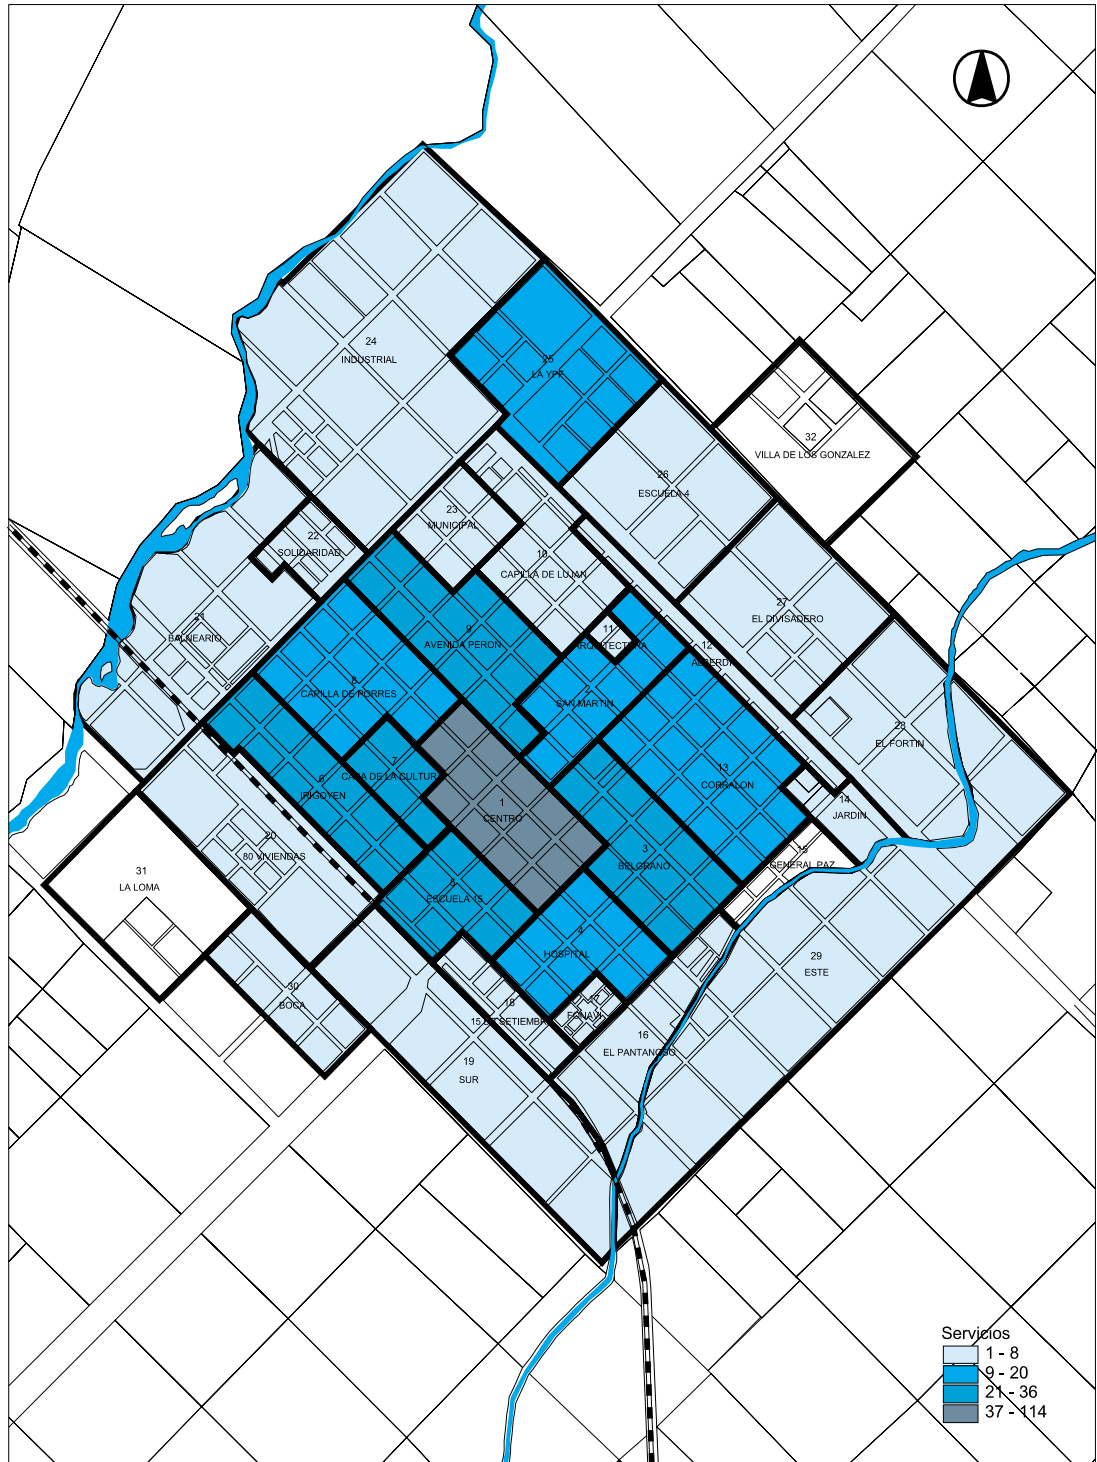 24
INDUSTRIAL
25
LA YPF
32
VILLA DE LOS GONZALEZ
26
ESCUELA 4
23
MUNICIPAL
22
SOLIDARIDAD
10
CAPILLA DE LUJAN
27
EL DIVISADERO
21
BALNEARIO
9
AVENIDA PERON
11
ARQUITECTURA
12
ALBERDI
8
CAPILLA DE PORRES
2
SAN MARTIN
28
EL FORTIN
7
CASA DE LA CULTURA
6
IRIGOYEN
13
CORRALON
1
CENTRO
14
JARDIN
20
80 VIVIENDAS
3
BELGRANO
15
GENERAL PAZ
31
LA LOMA
5
ESCUELA 15
4
HOSPITAL
29
ESTE
30
BOCA
18
15 DE SETIEMBRE
17
FONAVI
16
EL PANTANOSO
19
SUR
Servicios
1 - 8
9 - 20
21 - 36
37 - 114